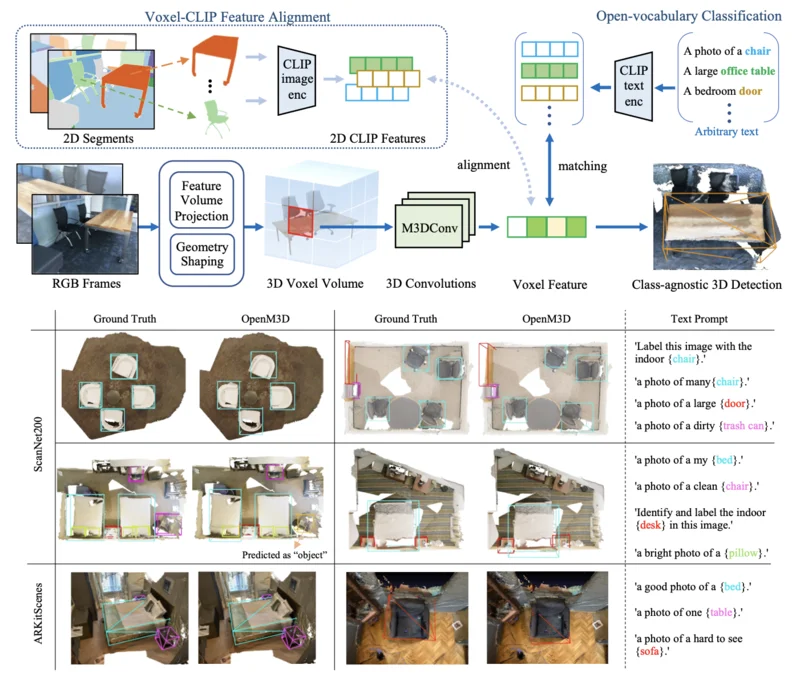 Voxel-CLIP Feature Alignment
Open-vocabulary Classification
CLIP
image
enc
2D Segments
2D CLIP Features
CLIP
text
enc
A photo of a chair
A large office table
A bedroom door
Arbitrary text
alignment
matching
Feature
Volume
Projection
Geometry
Shaping
M3DConv
RGB Frames
3D Voxel Volume
3D Convolutions
Voxel Feature
Class-agnostic 3D Detection
Ground Truth
OpenM3D
Ground Truth
OpenM3D
Text Prompt
ScanNet200
'Label this image with the
indoor {chair}.'
'a photo of many{chair}.'
'a photo of a large {door}.'
'a photo of a dirty {trash can}.'
Predicted as "object"
'a photo of a my {bed}.'
'a photo of a clean {chair}.'
'Identify and label the indoor
{desk} in this image.'
'a bright photo of a {pillow}.'
ARKitScenes
'a good photo of a {bed}.'
'a photo of one {table}.'
'a photo of a hard to see
{sofa}.'